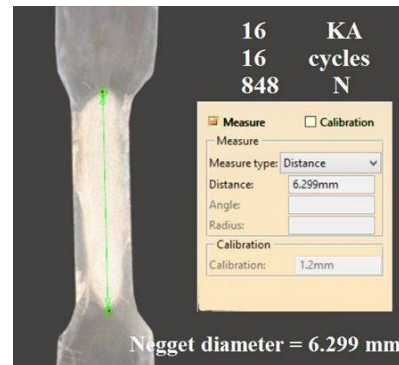 16 KA
16 cycles
848 N
Measure
Calibration
Measure
Measure type: Distance
Distance: 6.299mm
Angle:
Radius:
Calibration
Calibration: 1.2mm
Negget diameter = 6.299 mm